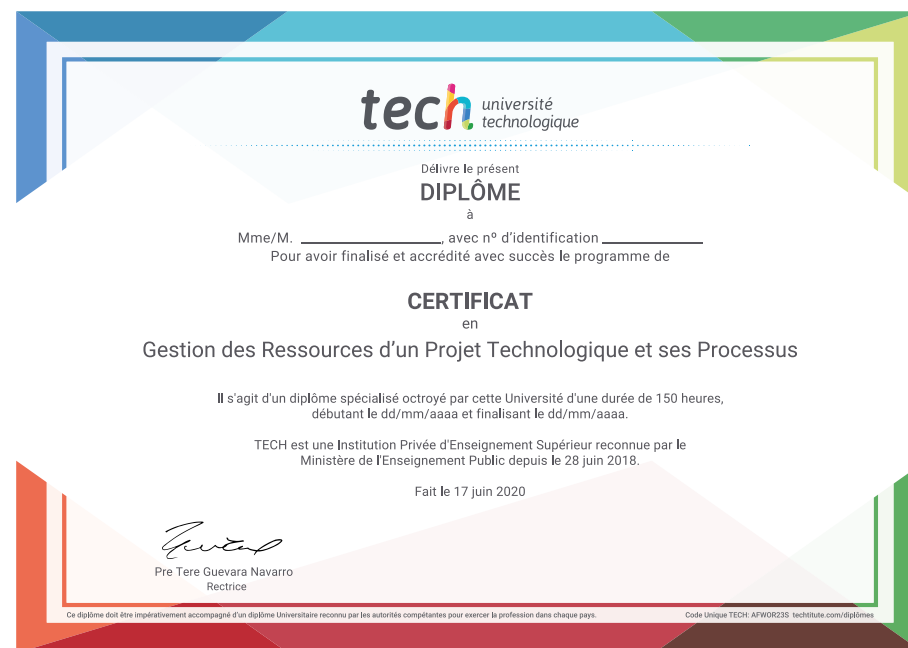 tech université
technologique
Délivre le présent
DIPLÔME
à
Mme/M. ____________________, avec nº d'identification ______________
Pour avoir finalisé et accrédité avec succès le programme de
CERTIFICAT
en
Gestion des Ressources d’un Projet Technologique et ses Processus
Il s'agit d'un diplôme spécialisé octroyé par cette Université d'une durée de 150 heures,
débutant le dd/mm/aaaa et finalisant le dd/mm/aaaa.
TECH est une Institution Privée d'Enseignement Supérieur reconnue par le
Ministère de l'Enseignement Public depuis le 28 juin 2018.
Fait le 17 juin 2020
Pre Tere Guevara Navarro
Rectrice
Ce diplôme doit être impérativement accompagné d'un diplôme Universitaire reconnu par les autorités compétentes pour exercer la profession dans chaque pays. Code Unique TECH: AFWOR23S techtitute.com/diplômes